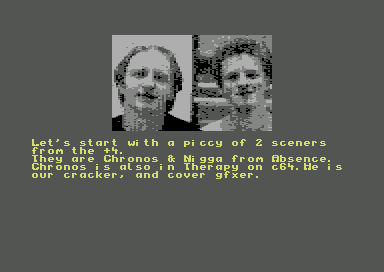 Let's start with a piccy of 2 sceners
from the +4.
They are Chronos & Nigga from Absence.
Chronos is also in Therapy on c64.He is
our cracker, and cover gfxer.